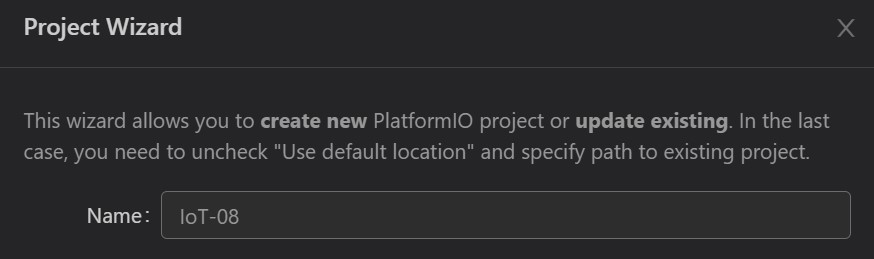 Project Wizard
This wizard allows you to create new PlatformIO project or update existing. In the last
case, you need to uncheck "Use default location" and specify path to existing project.
Name: IoT-08